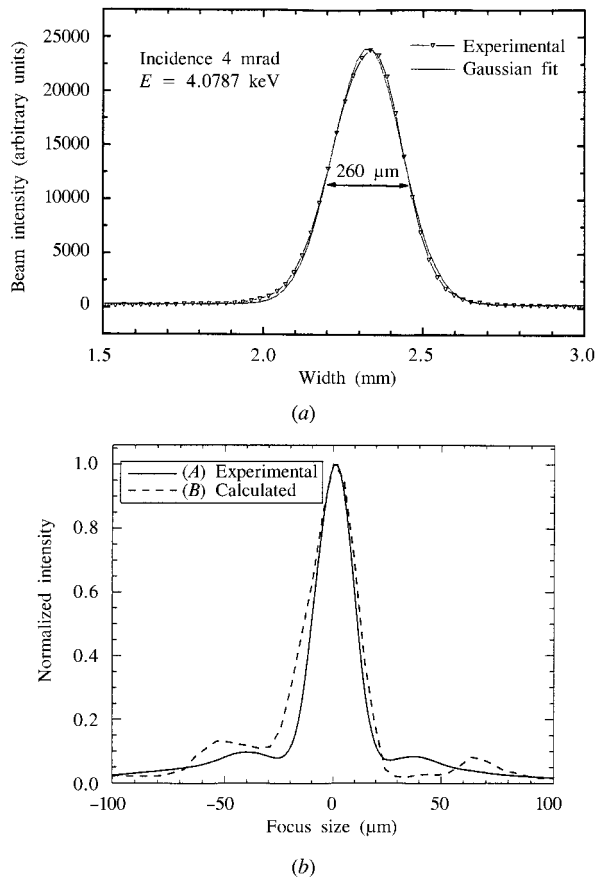 25000
20000
15000
10000
5000
0
Beam intensity (arbitrary units)
Incidence 4 mrad
E = 4.0787 keV
Experimental
Gaussian fit
260 μm
1.5 2.0 2.5 3.0
Width (mm)
(a)
1.0
0.8
0.6
0.4
0.2
0.0
Normalized intensity
(A) Experimental
(B) Calculated
−100 −50 0 50 100
Focus size (μm)
(b)